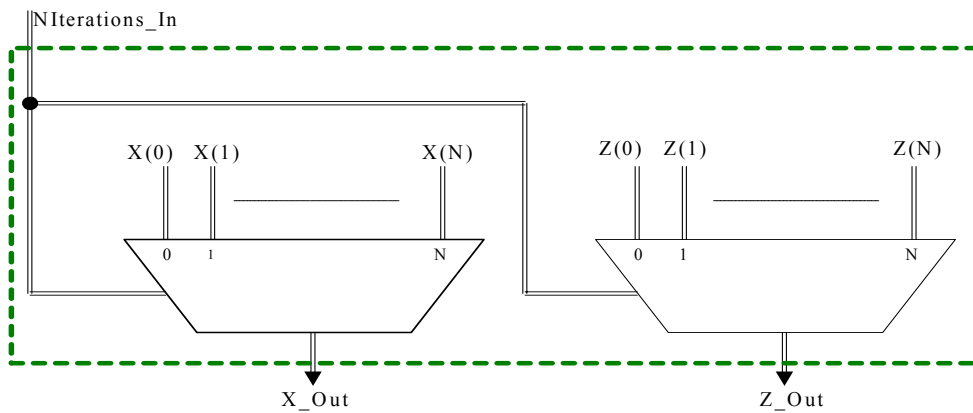 NIterations_In
X(0) X(1) X(N) Z(0) Z(1) Z(N)
0 1 N 0 1 N
X_Out Z_Out